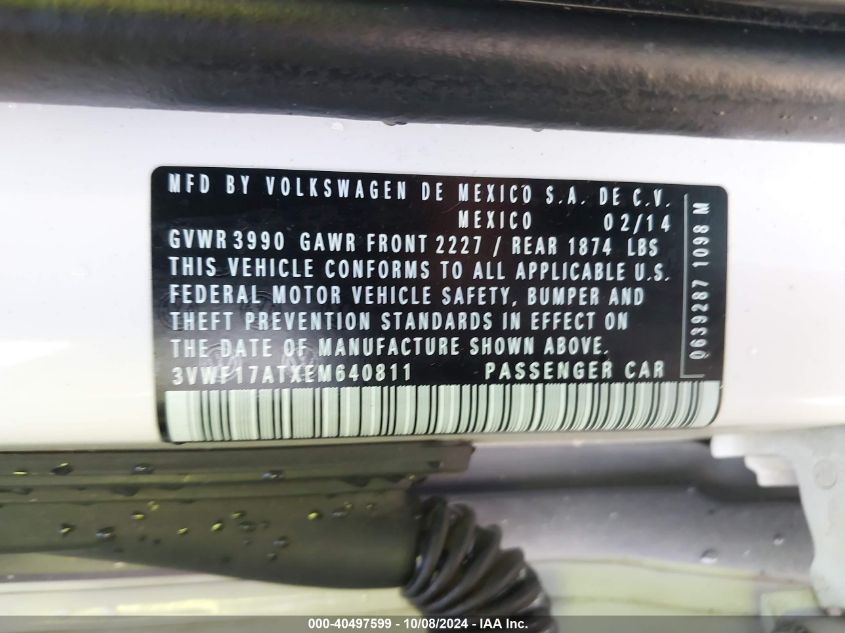 MFD BY VOLKSWAGEN DE MEXICO S.A. DE C.V.
MEXICO 02/14
GVWR 3990 GAWR FRONT 2227 / REAR 1874 LBS
THIS VEHICLE CONFORMS TO ALL APPLICABLE U.S.
FEDERAL MOTOR VEHICLE SAFETY, BUMPER AND
THEFT PREVENTION STANDARDS IN EFFECT ON
THE DATE OF MANUFACTURE SHOWN ABOVE.
3VWF17ATXEM640811 PASSENGER CAR
0639287 1098 M
000-40497599 - 10/08/2024 - IAA Inc.